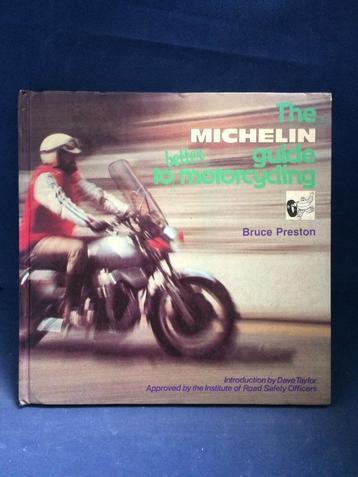 The
MICHELIN
better guide
to motorcycling
Bruce Preston
Introduction by Dave Taylor
Approved by the Institute of Road Safety Officers